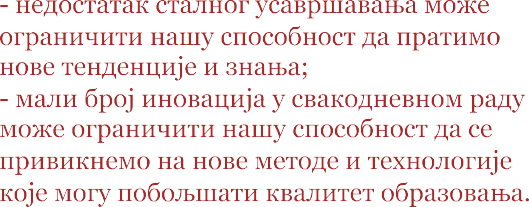 - недостатак сталног усавршавања може
ограничити нашу способност да пратимо
нове тенденције и знања;
- мали број иновација у свакодневном раду
може ограничити нашу способност да се
привикнемо на нове методе и технологије
које могу побољшати квалитет образовања.